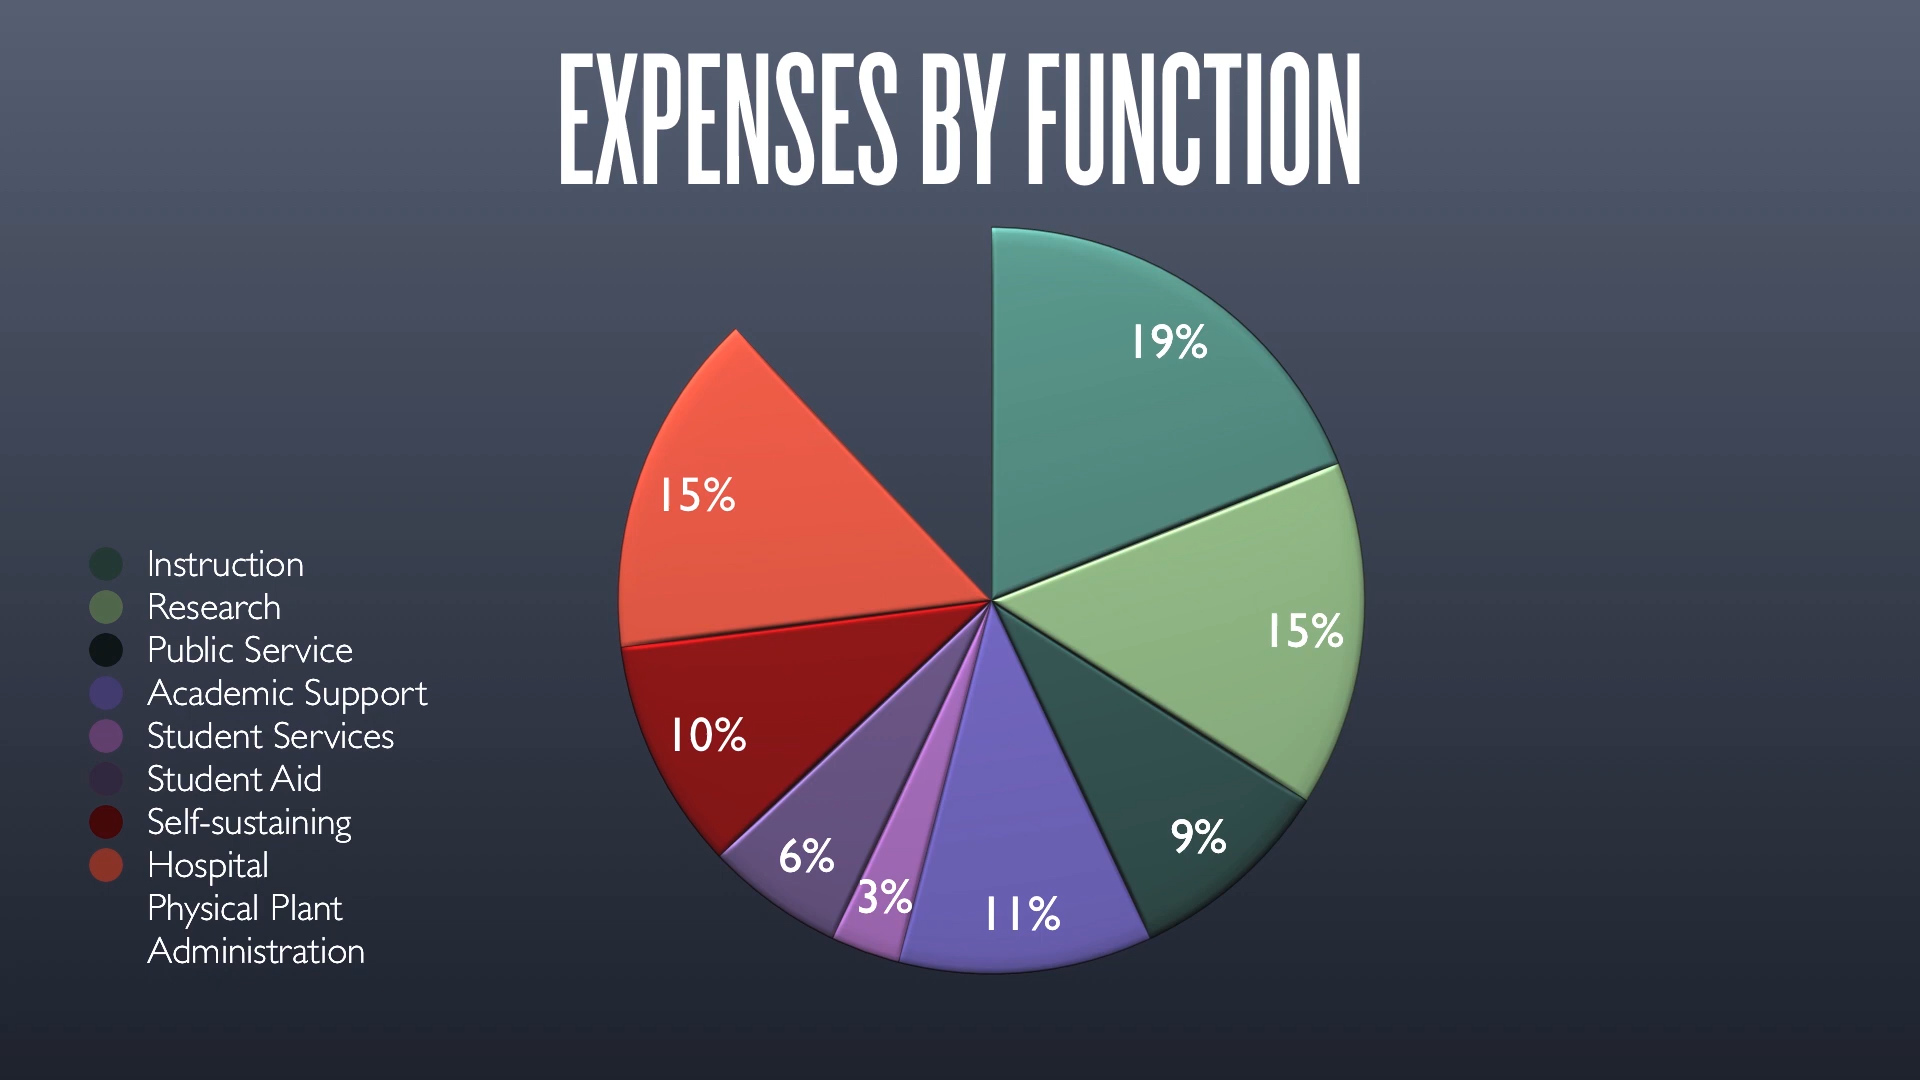 EXPENSES BY FUNCTION
19%
15%
15%
Instruction
Research
Public Service
Academic Support
Student Services
Student Aid
Self-sustaining
Hospital
Physical Plant
Administration
10%
9%
6%
3%
11%